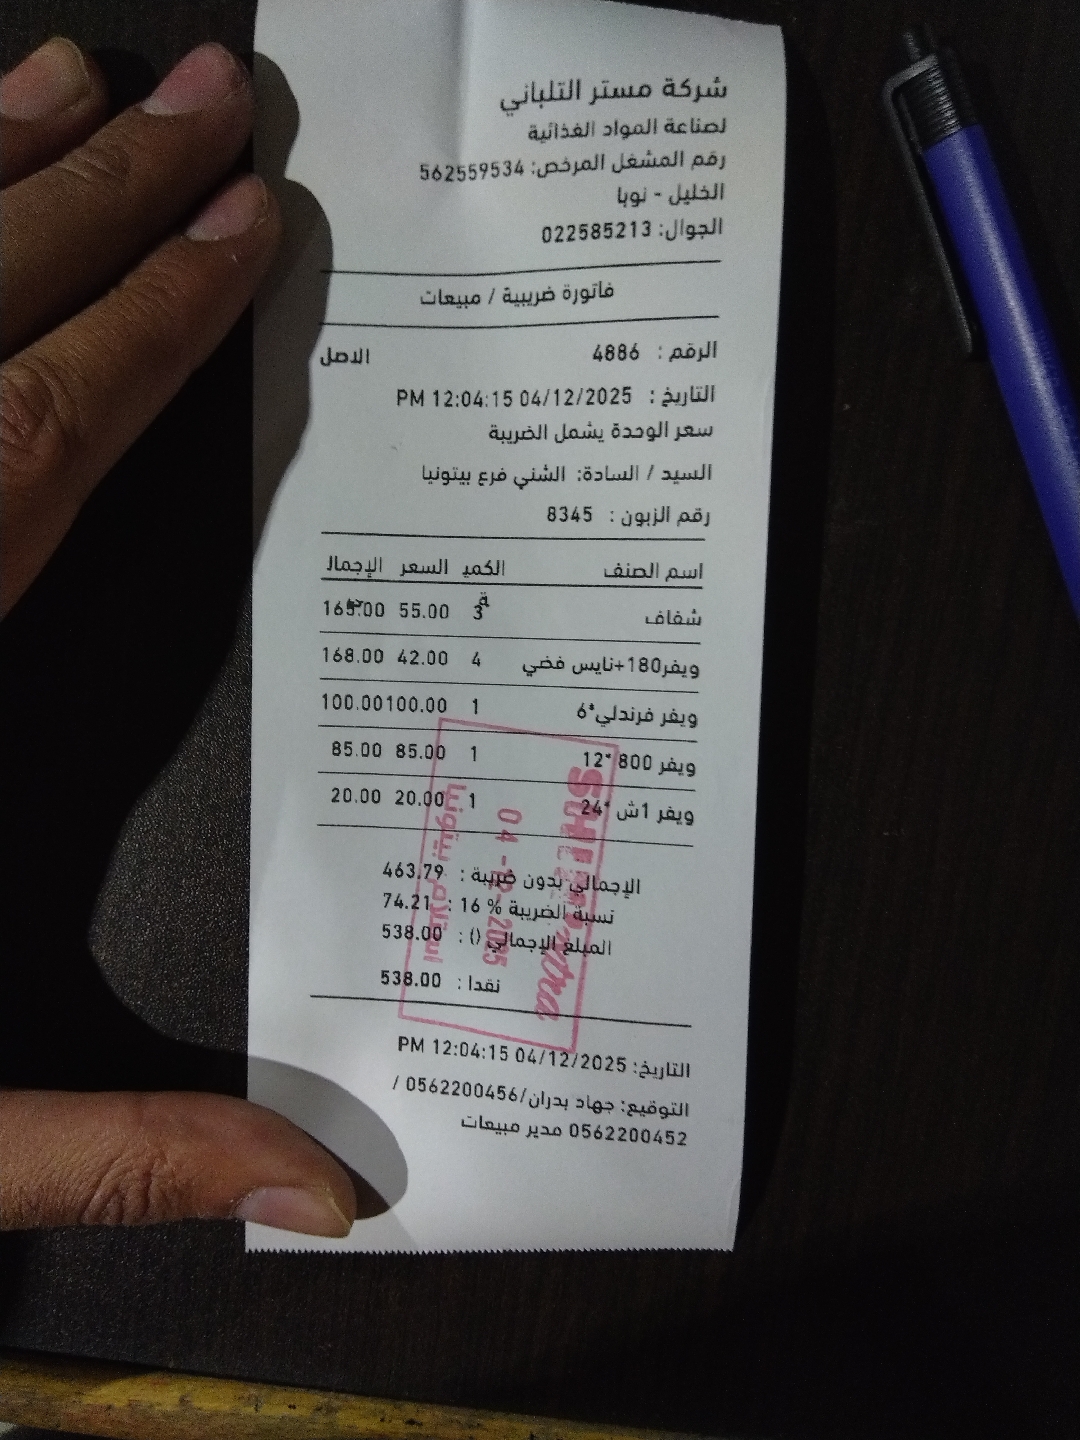 شركة مستر التلباني
لصناعة المواد الغذائية
رقم المشغل المرخص: 562559534
الخليل - نوبا
الجوال: 022585213
فاتورة ضريبية / مبيعات
الرقم : 4886 الاصل
التاريخ : 04/12/2025 12:04:15 PM
سعر الوحدة يشمل الضريبة
السيد / السادة: الشني فرع بيتونيا
رقم الزبون : 8345
اسم الصنف الكمية السعر الإجمالي
شفاف 3 55.00 165.00
ويفر180+نايس فضي 4 42.00 168.00
ويفر فرندلي*6 1 100.00 100.00
ويفر 800 *12 1 85.00 85.00
ويفر 1ش *24 1 20.00 20.00
الإجمالي بدون ضريبة : 463.79
نسبة الضريبة % 16 : 74.21
المبلغ الإجمالي () : 538.00
نقدا : 538.00
التاريخ: 04/12/2025 12:04:15 PM
التوقيع: جهاد بدران/0562200456 /
0562200452 مدير مبيعات
استلام بيتونيا